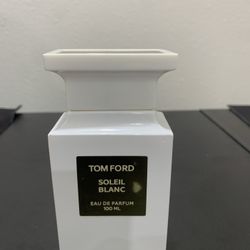 TOM FORD
SOLEIL
BLANC
EAU DE PARFUM
100 ML